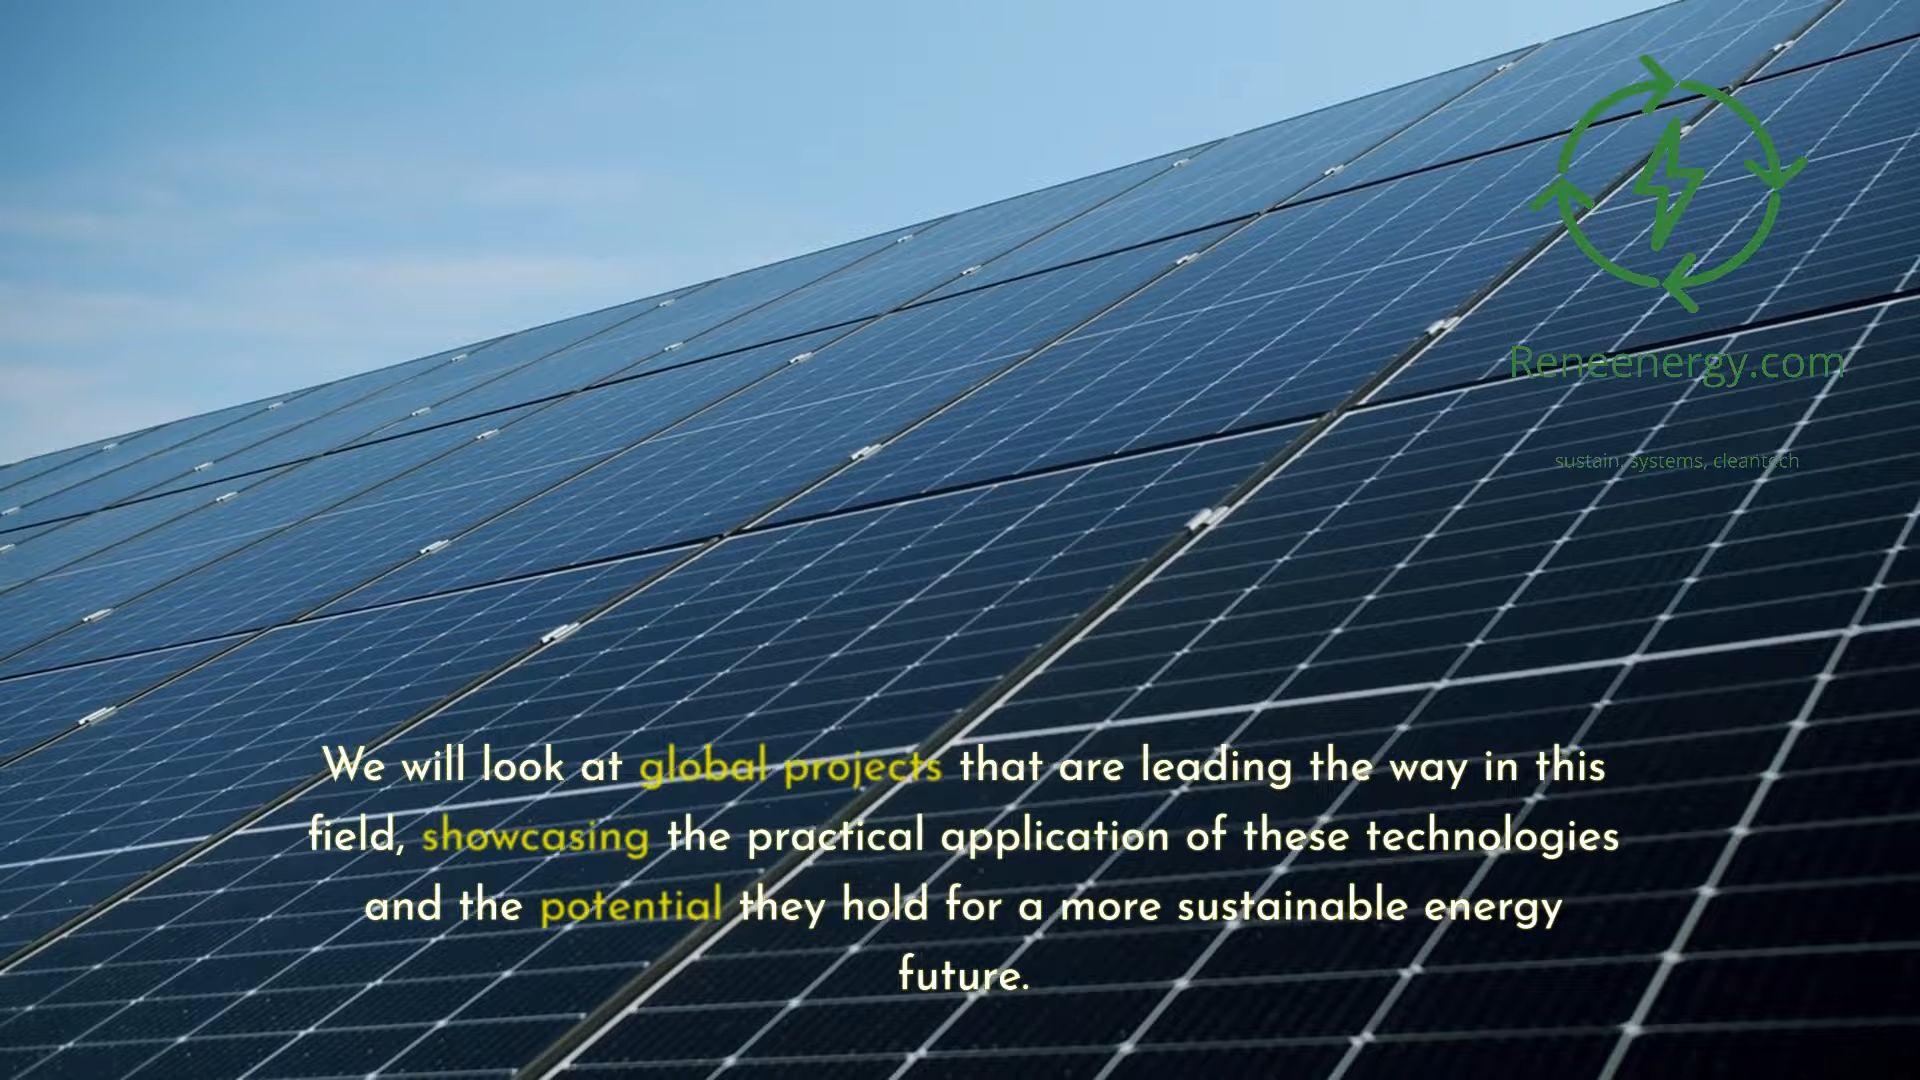 Reneenergy.com
sustain, systems, cleantech
We will look at global projects that are leading the way in this
field, showcasing the practical application of these technologies
and the potential they hold for a more sustainable energy
future.